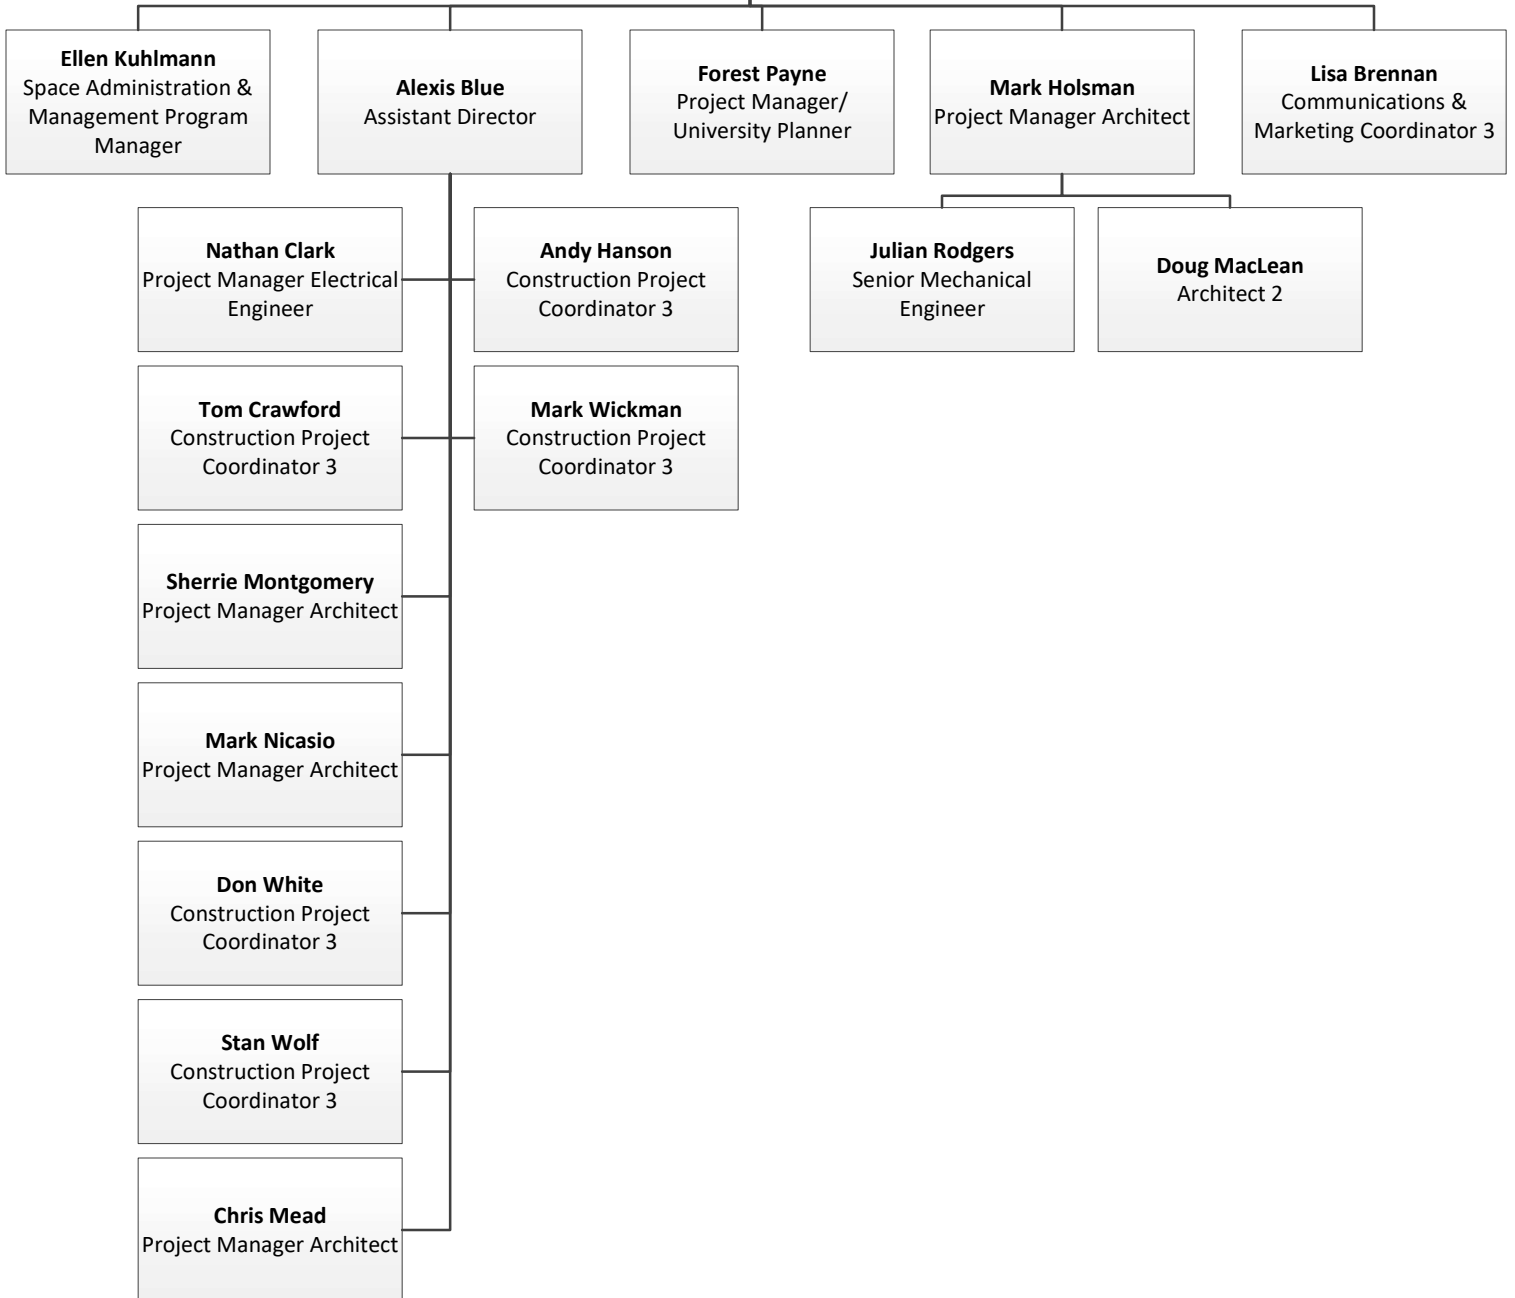 Ellen Kuhlmann
Space Administration &
Management Program
Manager
Alexis Blue
Assistant Director
Forest Payne
Project Manager/
University Planner
Mark Holsman
Project Manager Architect
Lisa Brennan
Communications &
Marketing Coordinator 3
Nathan Clark
Project Manager Electrical
Engineer
Andy Hanson
Construction Project
Coordinator 3
Julian Rodgers
Senior Mechanical
Engineer
Doug MacLean
Architect 2
Tom Crawford
Construction Project
Coordinator 3
Mark Wickman
Construction Project
Coordinator 3
Sherrie Montgomery
Project Manager Architect
Mark Nicasio
Project Manager Architect
Don White
Construction Project
Coordinator 3
Stan Wolf
Construction Project
Coordinator 3
Chris Mead
Project Manager Architect